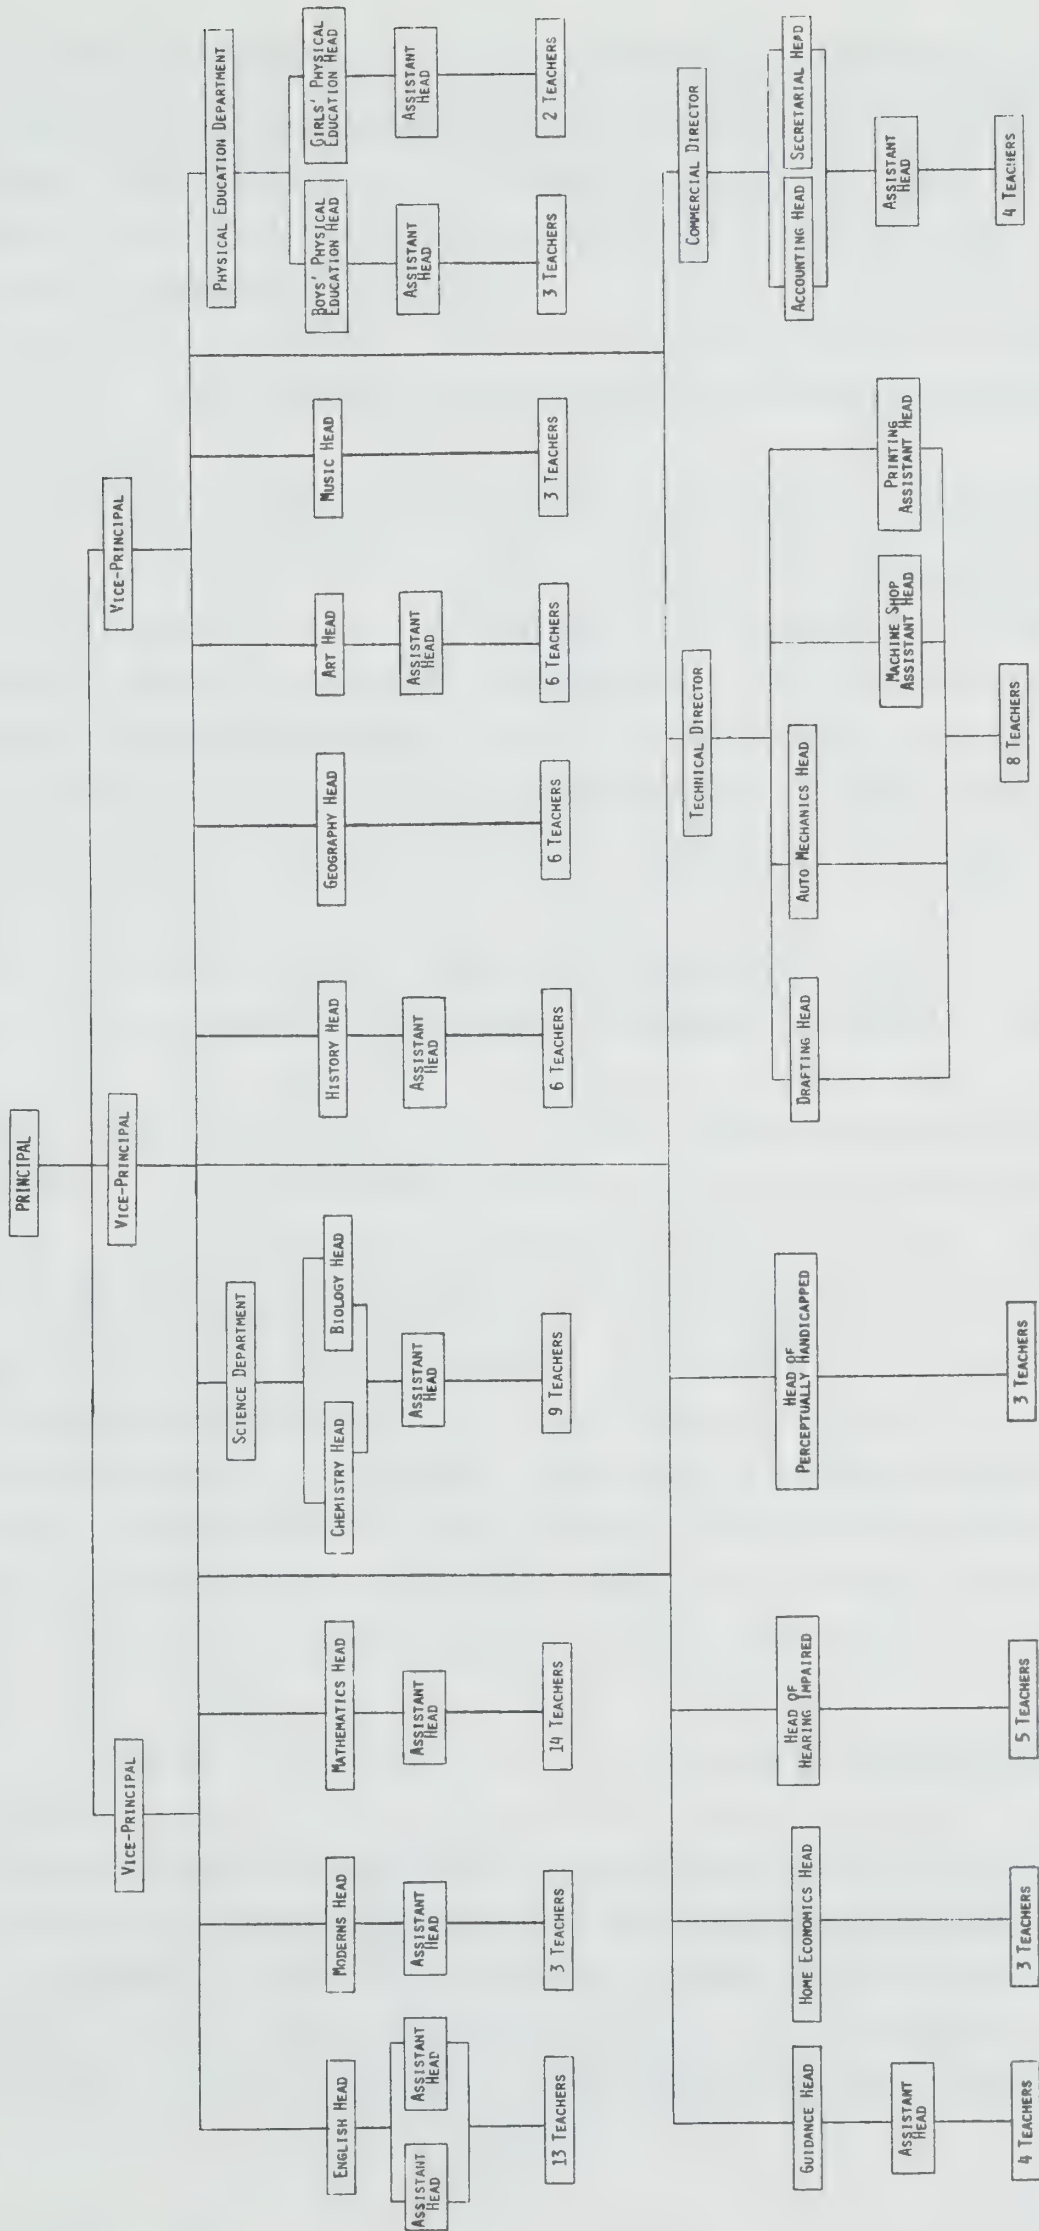 PRINCIPAL
VICE-PRINCIPAL
VICE-PRINCIPAL
VICE-PRINCIPAL
ENGLISH HEAD
ASSISTANT
HEAD
ASSISTANT
HEAD
13 TEACHERS
MODERNS HEAD
ASSISTANT
HEAD
3 TEACHERS
MATHEMATICS HEAD
ASSISTANT
HEAD
14 TEACHERS
SCIENCE DEPARTMENT
CHEMISTRY HEAD
BIOLOGY HEAD
ASSISTANT
HEAD
9 TEACHERS
HISTORY HEAD
ASSISTANT
HEAD
6 TEACHERS
GEOGRAPHY HEAD
6 TEACHERS
ART HEAD
ASSISTANT
HEAD
6 TEACHERS
MUSIC HEAD
3 TEACHERS
PHYSICAL EDUCATION DEPARTMENT
BOYS' PHYSICAL
EDUCATION HEAD
ASSISTANT
HEAD
3 TEACHERS
GIRLS' PHYSICAL
EDUCATION HEAD
ASSISTANT
HEAD
2 TEACHERS
GUIDANCE HEAD
ASSISTANT
HEAD
4 TEACHERS
HOME ECONOMICS HEAD
3 TEACHERS
HEAD OF
HEARING IMPAIRED
5 TEACHERS
HEAD OF
PERCEPTUALLY HANDICAPPED
3 TEACHERS
TECHNICAL DIRECTOR
DRAFTING HEAD
AUTO MECHANICS HEAD
MACHINE SHOP
ASSISTANT HEAD
PRINTING
ASSISTANT HEAD
8 TEACHERS
COMMERCIAL DIRECTOR
ACCOUNTING HEAD
SECRETARIAL HEAD
ASSISTANT
HEAD
4 TEACHERS